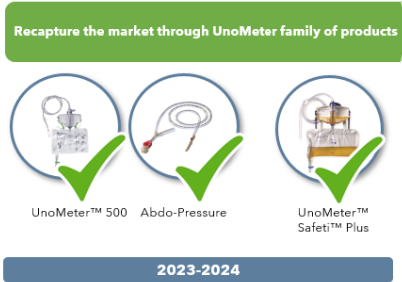 Recapture the market through UnoMeter family of products
UnoMeter™ 500
Abdo-Pressure
UnoMeter™
Safeti™ Plus
2023-2024